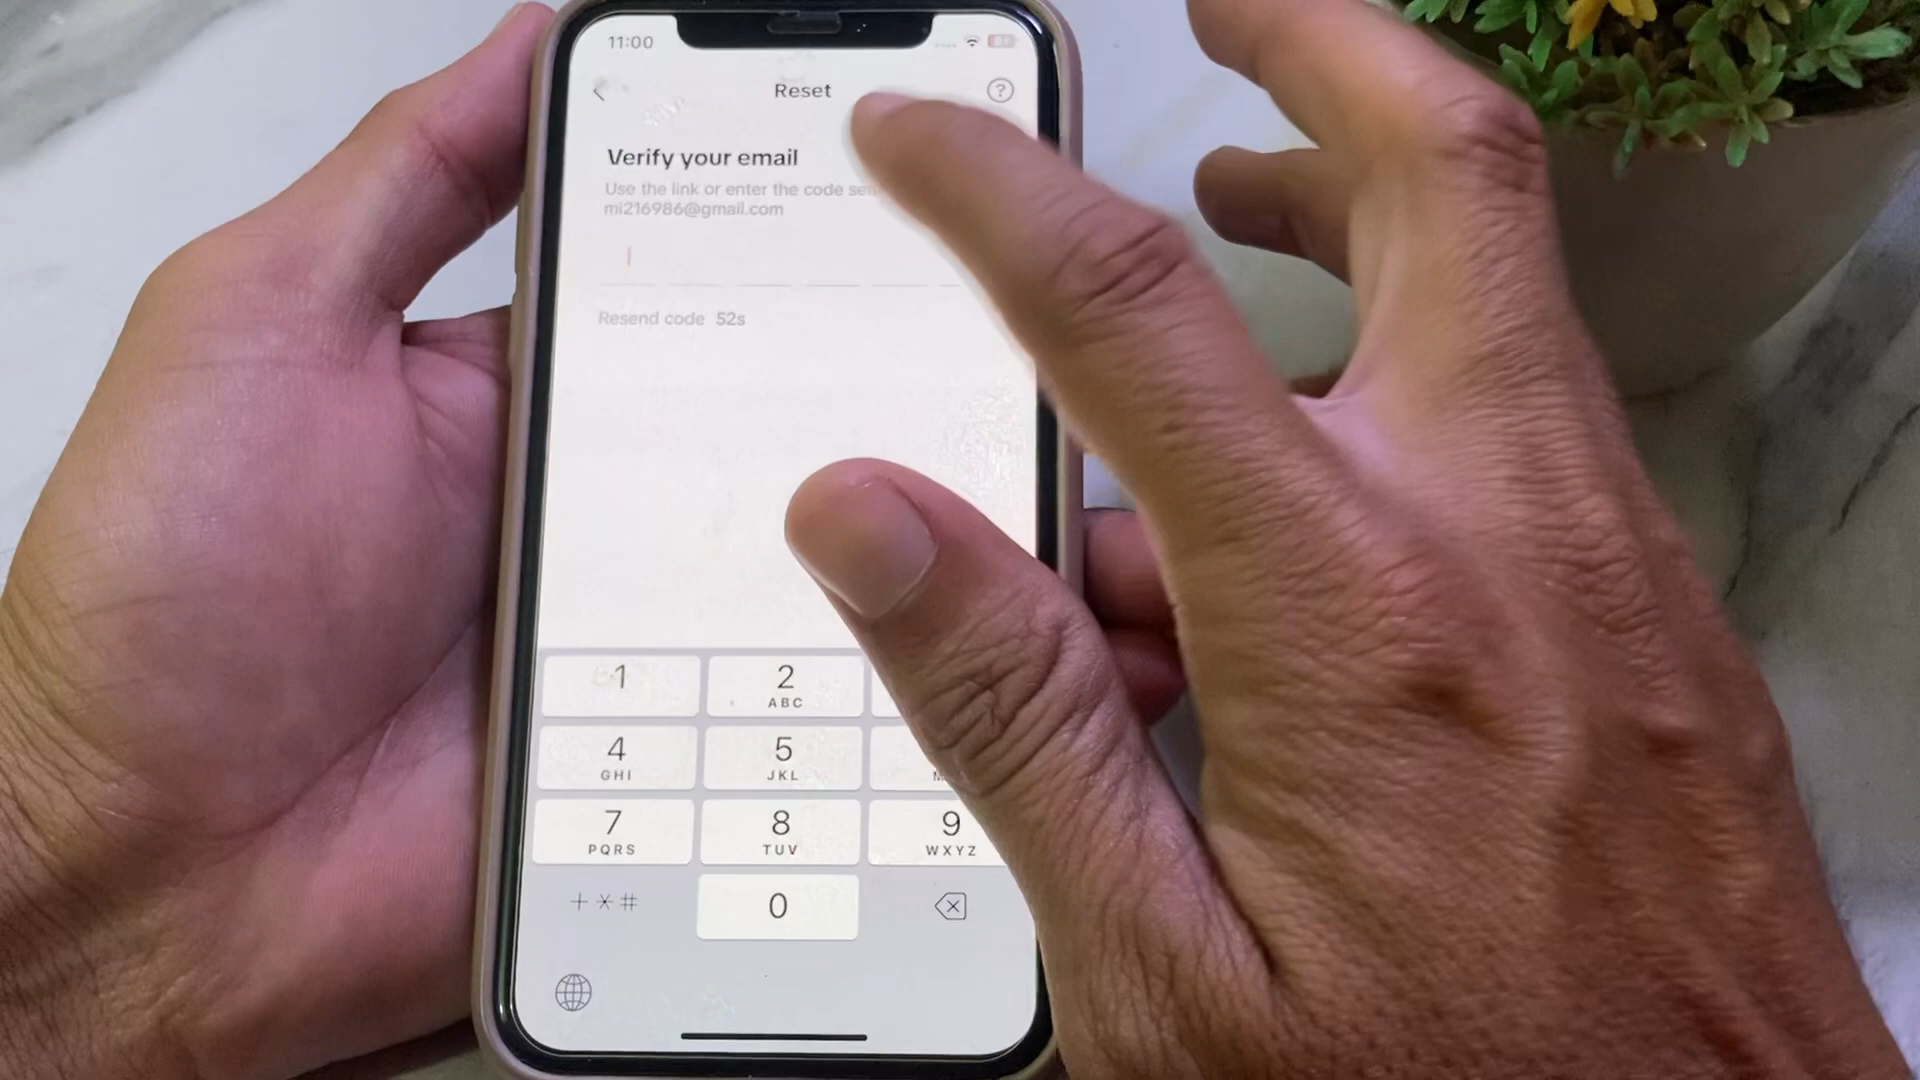 11:00
Reset
?
Verify your email
Use the link or enter the code
mi216986@gmail.com
Resend code 52s
1
2
ABC
4
GHI
5
JKL
M
7
PQRS
8
TUV
9
WXYZ
+*#
0